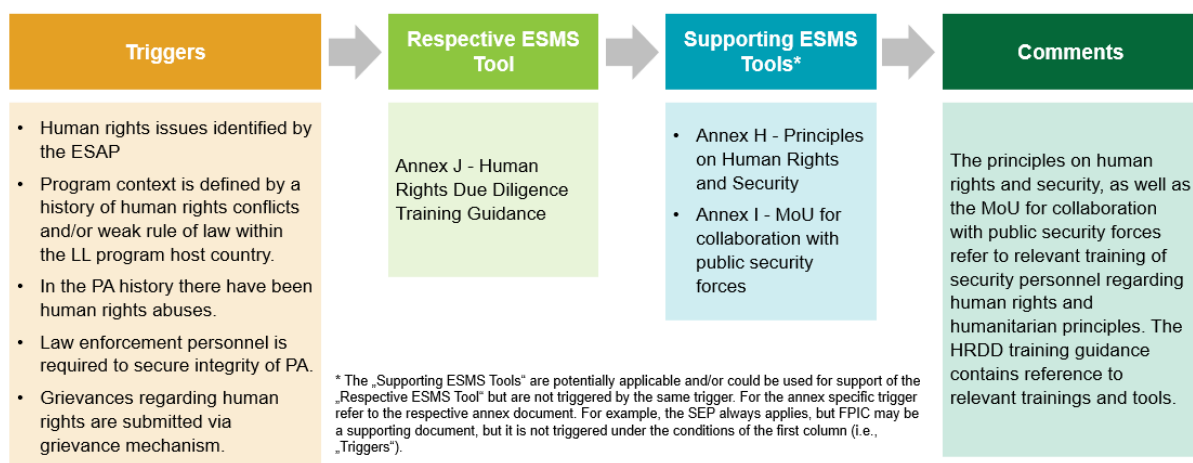 Triggers
Respective ESMS
Tool
Supporting ESMS
Tools*
Comments
• Human rights issues identified by
the ESAP
• Program context is defined by a
history of human rights conflicts
and/or weak rule of law within
the LL program host country.
• In the PA history there have been
human rights abuses.
• Law enforcement personnel is
required to secure integrity of PA.
• Grievances regarding human
rights are submitted via
grievance mechanism.
Annex J - Human
Rights Due Diligence
Training Guidance
• Annex H - Principles
on Human Rights
and Security
• Annex I - MoU for
collaboration with
public security
forces
The principles on human
rights and security, as well as
the MoU for collaboration
with public security forces
refer to relevant training of
security personnel regarding
human rights and
humanitarian principles. The
HRDD training guidance
contains reference to
relevant trainings and tools.
* The „Supporting ESMS Tools“ are potentially applicable and/or could be used for support of the
„Respective ESMS Tool“ but are not triggered by the same trigger. For the annex specific trigger
refer to the respective annex document. For example, the SEP always applies, but FPIC may be
a supporting document, but it is not triggered under the conditions of the first column (i.e.,
„Triggers“).